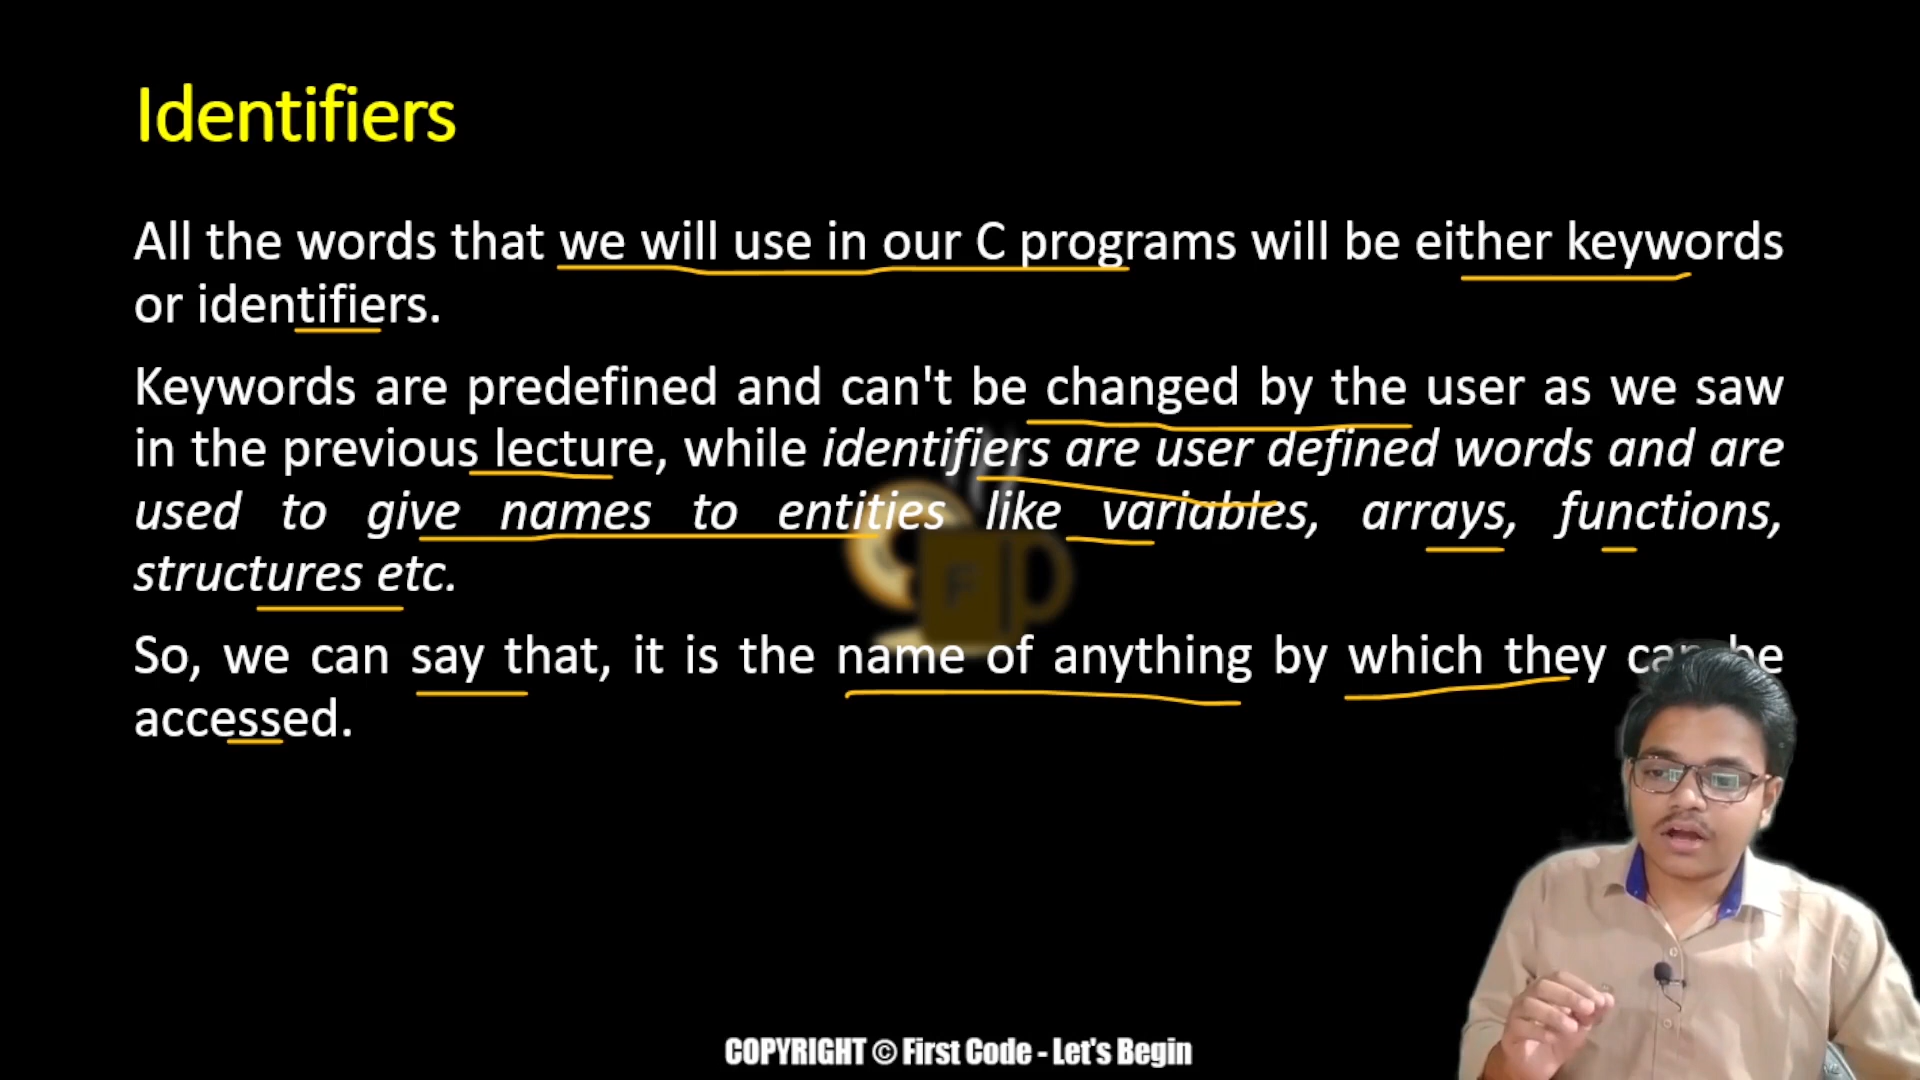 Identifiers
All the words that we will use in our C programs will be either keywords
or identifiers.
Keywords are predefined and can't be changed by the user as we saw
in the previous lecture, while identifiers are user defined words and are
used to give names to entities like variables, arrays, functions,
structures etc.
So, we can say that, it is the name of anything by which they can be
accessed.
F
COPYRIGHT © First Code - Let's Begin